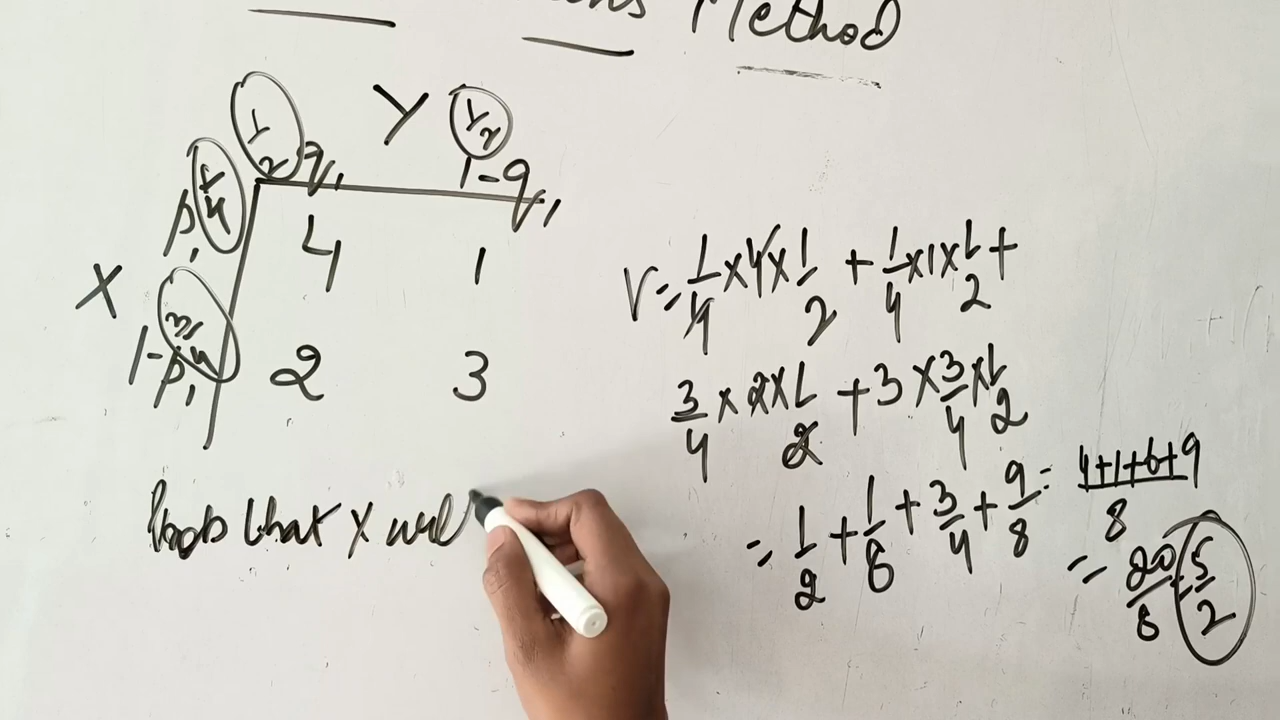 Method
1/2 Y 1/2
q₁ 1-q₁
p₁ 1/4 4 1
X
1-p₁ 3/4 2 3
V = 1/4 × 4 × 1/2 + 1/4 × 1 × 1/2 +
3/4 × 2 × 1/2 + 3 × 3/4 × 1/2
= 1/2 + 1/8 + 3/4 + 9/8 = 4+1+6+9/8
= 20/8 = 5/2
that X will